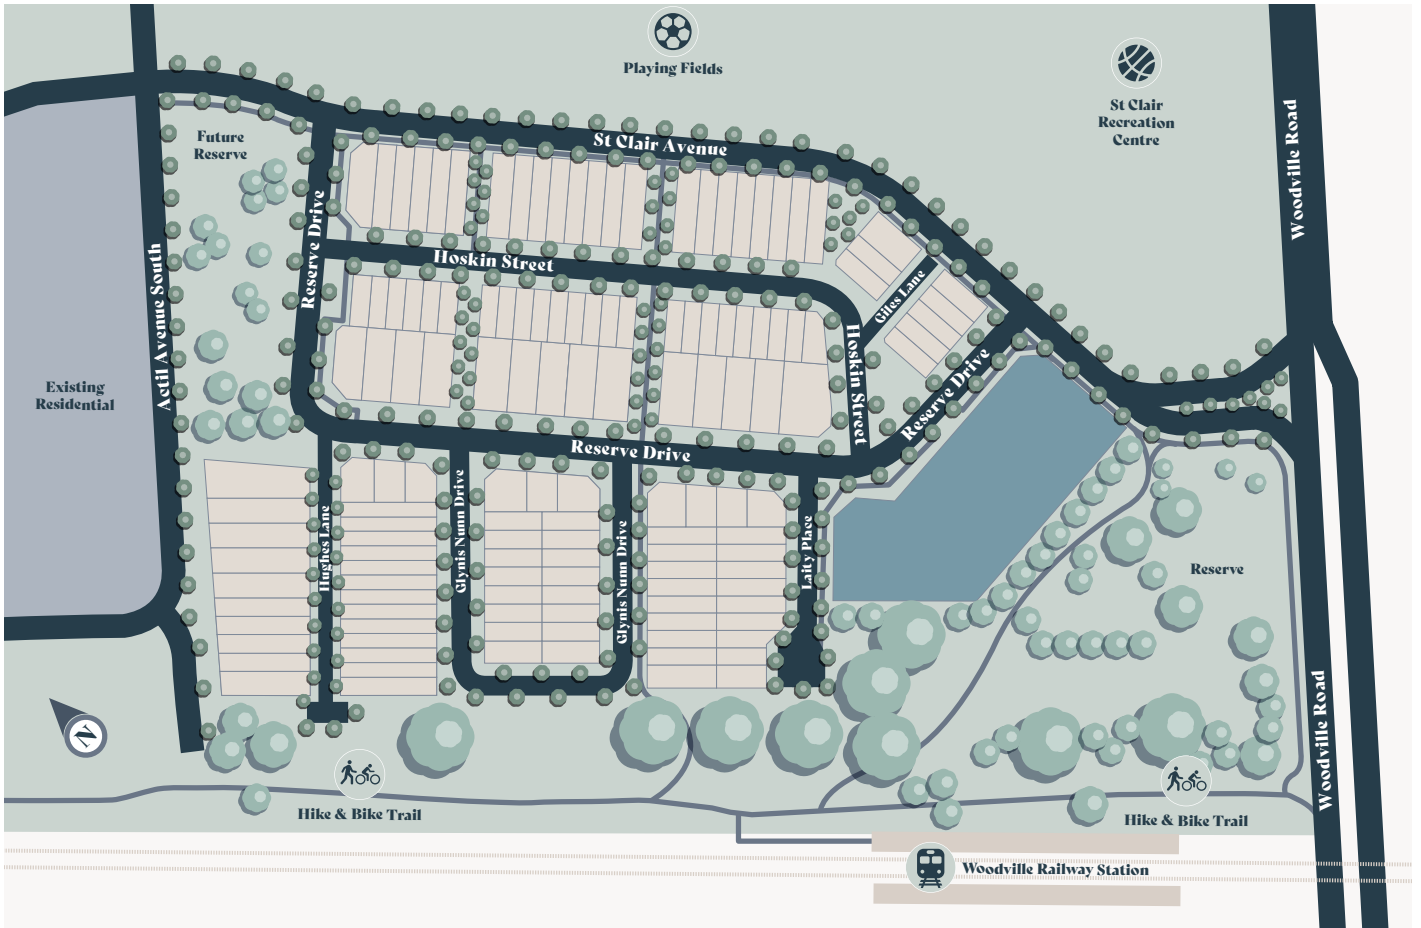 Playing Fields
St Clair
Recreation
Centre
Woodville Road
Future
Reserve
St Clair Avenue
Reserve Drive
Hoskin Street
Actil Avenue South
Giles Lane
Hoskin Street
Reserve Drive
Existing
Residential
Reserve Drive
Hughes Lane
Glynis Nunn Drive
Glynis Nunn Drive
Laity Place
Reserve
N
Woodville Road
Hike & Bike Trail
Hike & Bike Trail
Woodville Railway Station